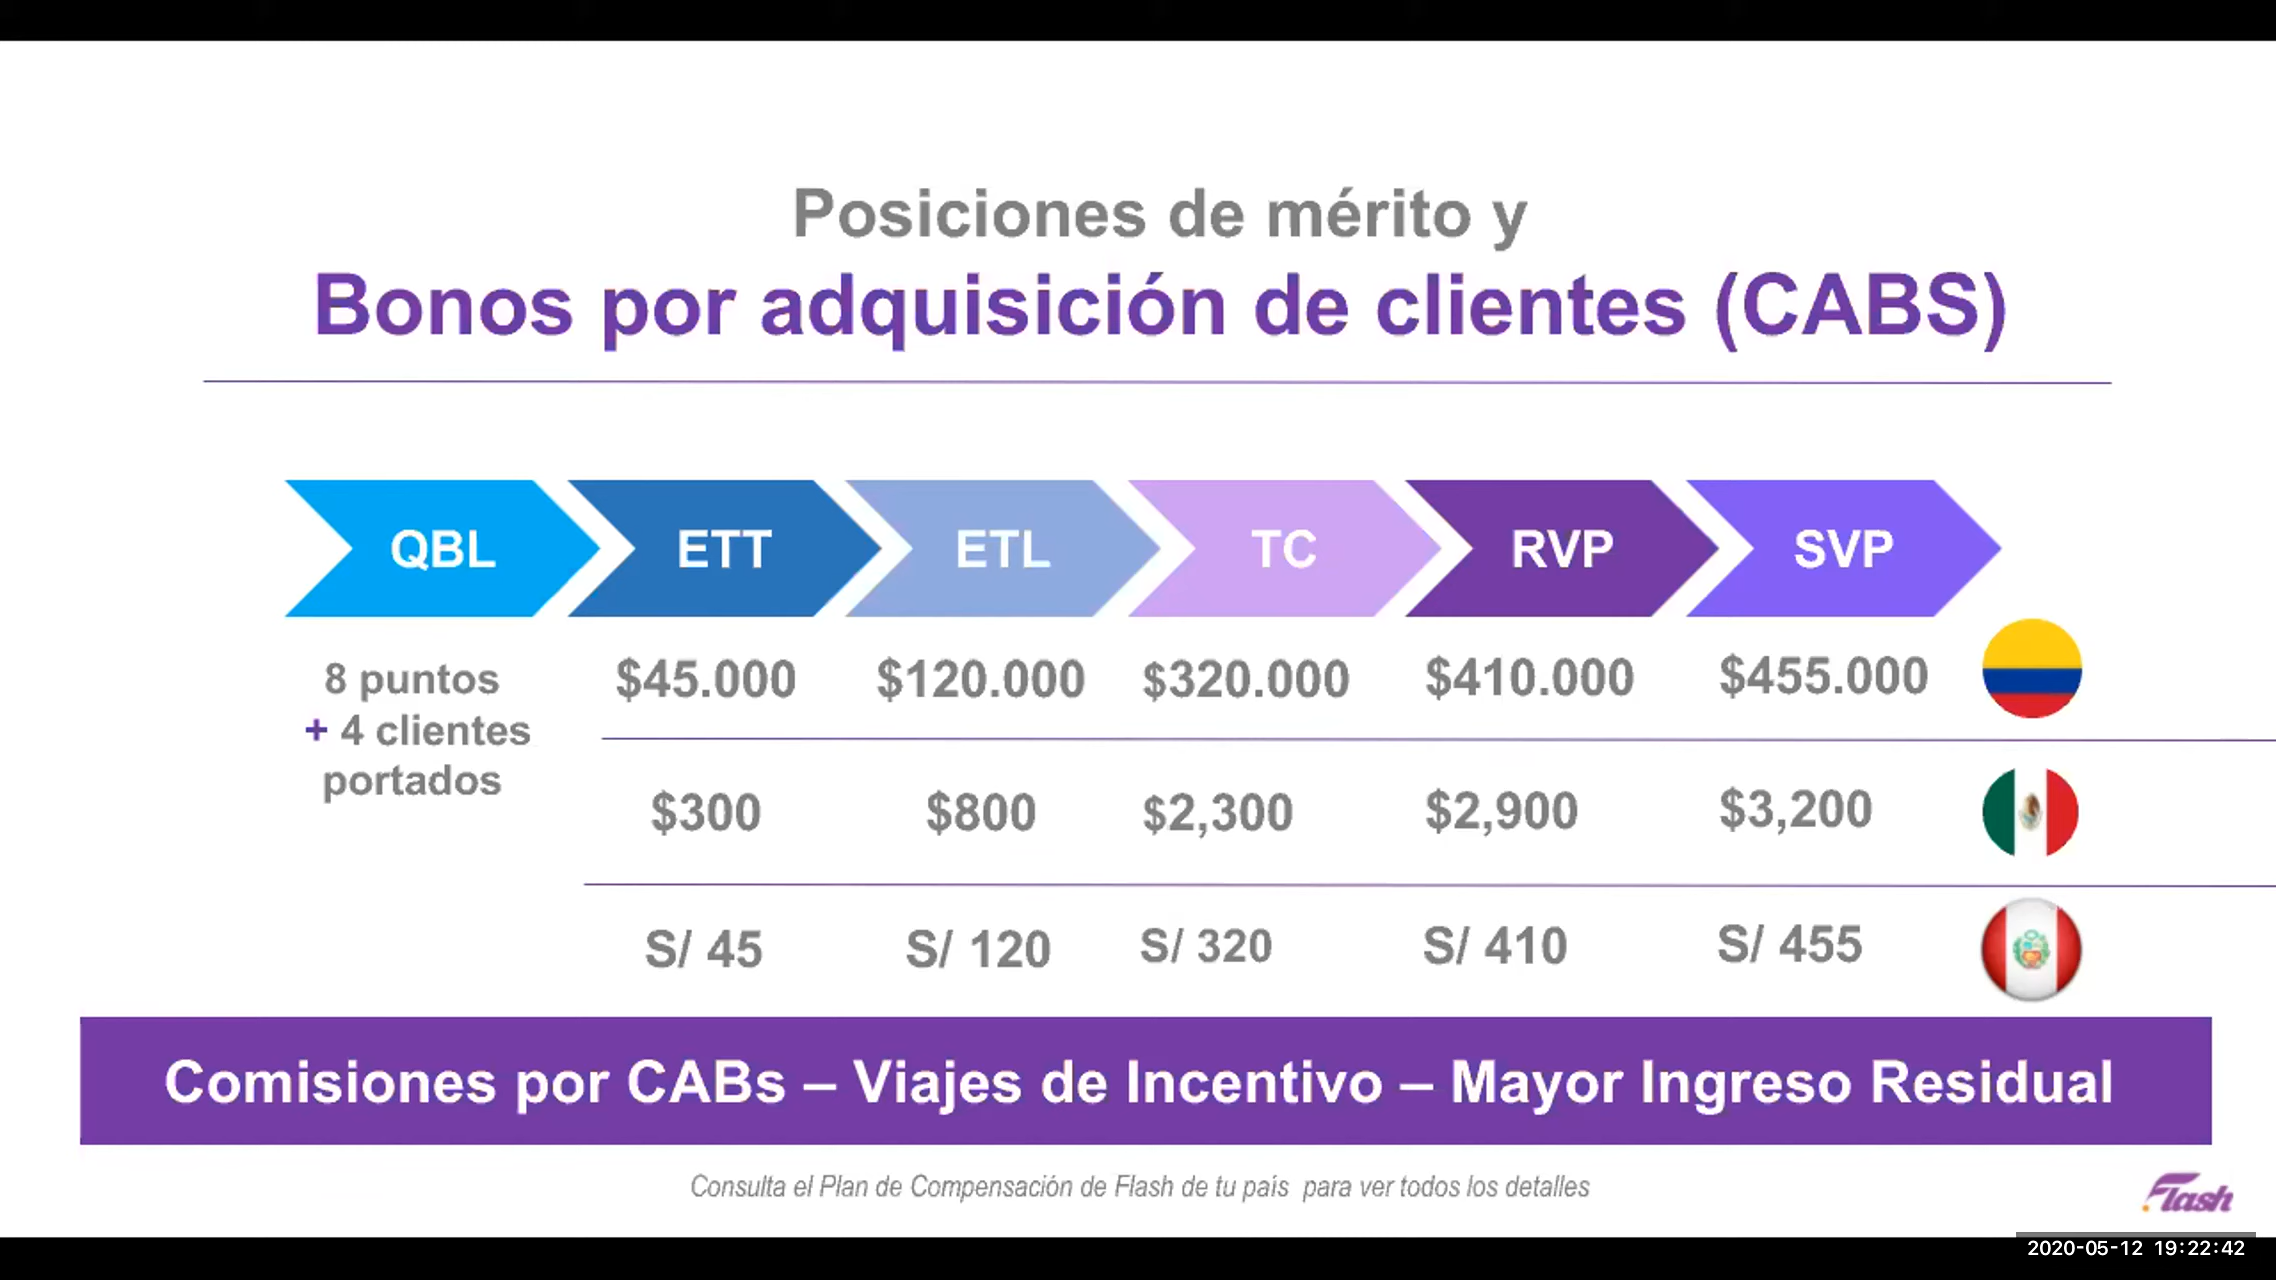 Posiciones de mérito y
Bonos por adquisición de clientes (CABS)
QBL ETT ETL TC RVP SVP
8 puntos
+ 4 clientes
portados
$45.000 $120.000 $320.000 $410.000 $455.000
$300 $800 $2,300 $2,900 $3,200
S/ 45 S/ 120 S/ 320 S/ 410 S/ 455
Comisiones por CABs – Viajes de Incentivo – Mayor Ingreso Residual
Consulta el Plan de Compensación de Flash de tu país para ver todos los detalles
Flash
2020-05-12 19:22:42